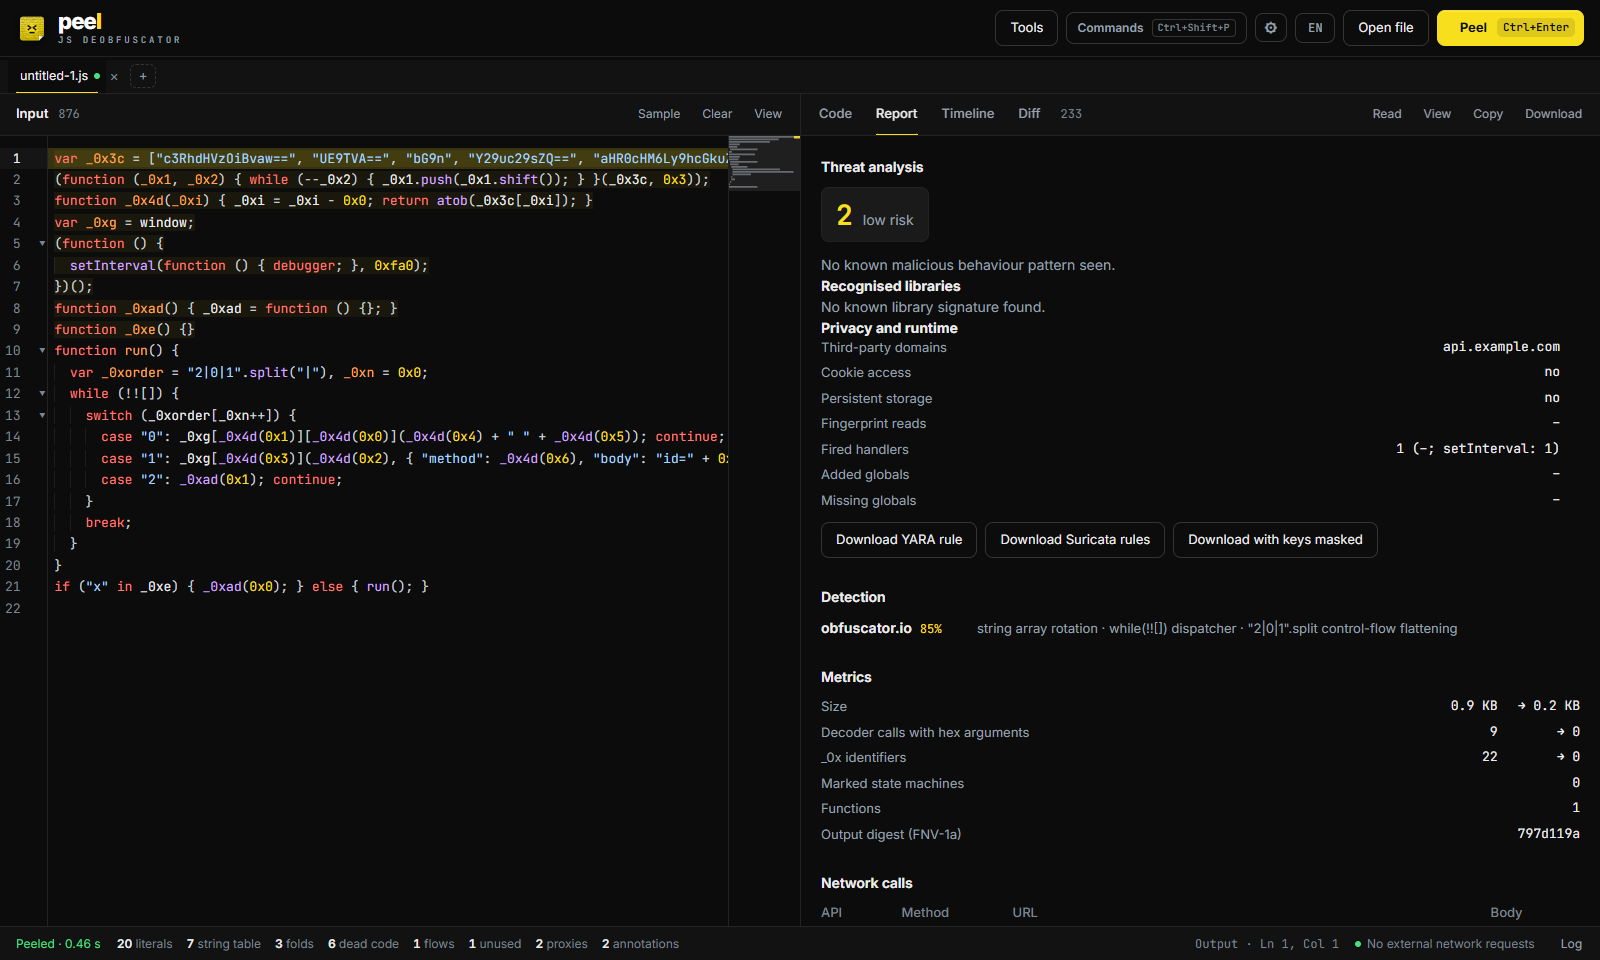 peel
JS DEOBFUSCATOR
Tools
Commands Ctrl+Shift+P
EN
Open file
Peel Ctrl+Enter
untitled-1.js
Input 876
Sample Clear View
Code Report Timeline Diff 233
Read View Copy Download
1 var _0x3c = ["c3RhdHVzOiBvaw==", "UE9TVA==", "bG9n", "Y29uc29sZQ==", "aHR0cHM6Ly9hcGku
2 (function (_0x1, _0x2) { while (--_0x2) { _0x1.push(_0x1.shift()); } }(_0x3c, 0x3));
3 function _0x4d(_0xi) { _0xi = _0xi - 0x0; return atob(_0x3c[_0xi]); }
4 var _0xg = window;
5 (function () {
6 setInterval(function () { debugger; }, 0xfa0);
7 })();
8 function _0xad() { _0xad = function () {}; }
9 function _0xe() {}
10 function run() {
11 var _0xorder = "2|0|1".split("|"), _0xn = 0x0;
12 while (!![]) {
13 switch (_0xorder[_0xn++]) {
14 case "0": _0xg[_0x4d(0x1)][_0x4d(0x0)](_0x4d(0x4) + " " + _0x4d(0x5)); continue;
15 case "1": _0xg[_0x4d(0x3)](_0x4d(0x2), { "method": _0x4d(0x6), "body": "id=" + 0x
16 case "2": _0xad(0x1); continue;
17 }
18 break;
19 }
20 }
21 if ("x" in _0xe) { _0xad(0x0); } else { run(); }
22
Threat analysis
2 low risk
No known malicious behaviour pattern seen.
Recognised libraries
No known library signature found.
Privacy and runtime
Third-party domains api.example.com
Cookie access no
Persistent storage no
Fingerprint reads –
Fired handlers 1 (–; setInterval: 1)
Added globals –
Missing globals –
Download YARA rule
Download Suricata rules
Download with keys masked
Detection
obfuscator.io 85% string array rotation · while(!![]) dispatcher · "2|0|1".split control-flow flattening
Metrics
Size 0.9 KB → 0.2 KB
Decoder calls with hex arguments 9 → 0
_0x identifiers 22 → 0
Marked state machines 0
Functions 1
Output digest (FNV-1a) 797d119a
Network calls
API Method URL Body
Peeled · 0.46 s 20 literals 7 string table 3 folds 6 dead code 1 flows 1 unused 2 proxies 2 annotations
Output · Ln 1, Col 1 No external network requests Log